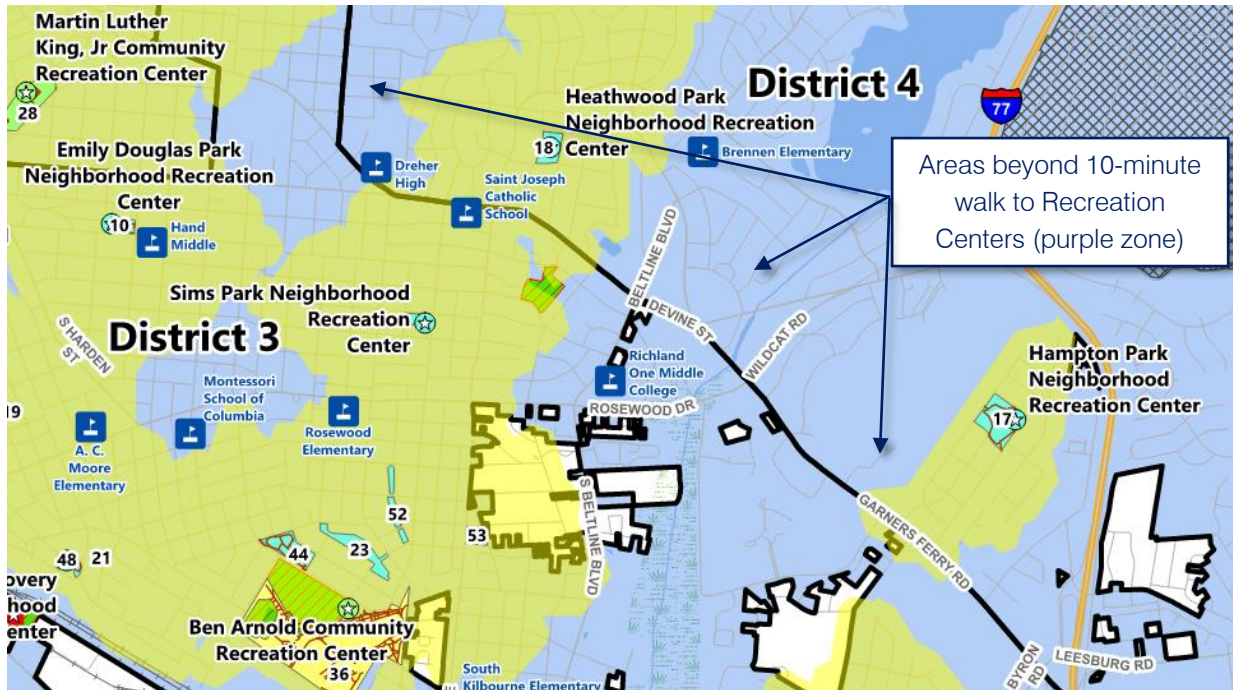 Martin Luther
King, Jr Community
Recreation Center
28
District 4
77
Heathwood Park
Neighborhood Recreation
Center
18
Brennen Elementary
Areas beyond 10-minute
walk to Recreation
Centers (purple zone)
Emily Douglas Park
Neighborhood Recreation
Center
10
Hand
Middle
Dreher
High
Saint Joseph
Catholic
School
BELTLINE BLVD
DEVINE ST
WILDCAT RD
Sims Park Neighborhood
Recreation
Center
District 3
S HARDEN
ST
Montessori
School of
Columbia
Richland
One Middle
College
ROSEWOOD DR
Hampton Park
Neighborhood
Recreation Center
17
19
A. C.
Moore
Elementary
Rosewood
Elementary
52
53
S BELTLINE BLVD
GARNERS FERRY RD
44
23
48
21
overy
hood
enter
Ben Arnold Community
Recreation Center
36
South
Kilbourne Elementary
BYRON
RD
LEESBURG RD